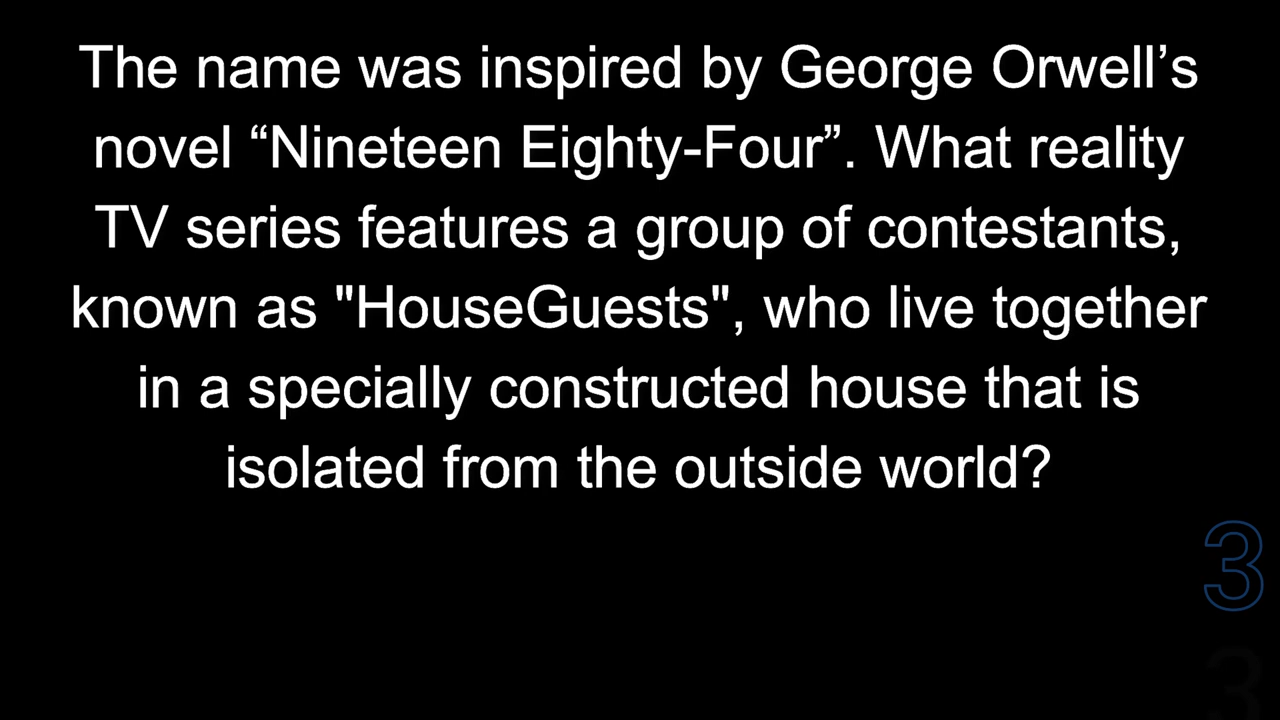 The name was inspired by George Orwell’s
novel “Nineteen Eighty-Four”. What reality
TV series features a group of contestants,
known as "HouseGuests", who live together
in a specially constructed house that is
isolated from the outside world?
3
3